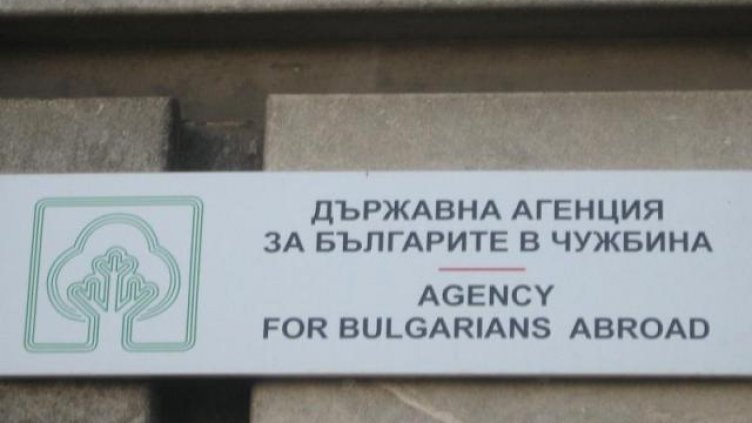 ДЪРЖАВНА АГЕНЦИЯ
ЗА БЪЛГАРИТЕ В ЧУЖБИНА
AGENCY
FOR BULGARIANS ABROAD